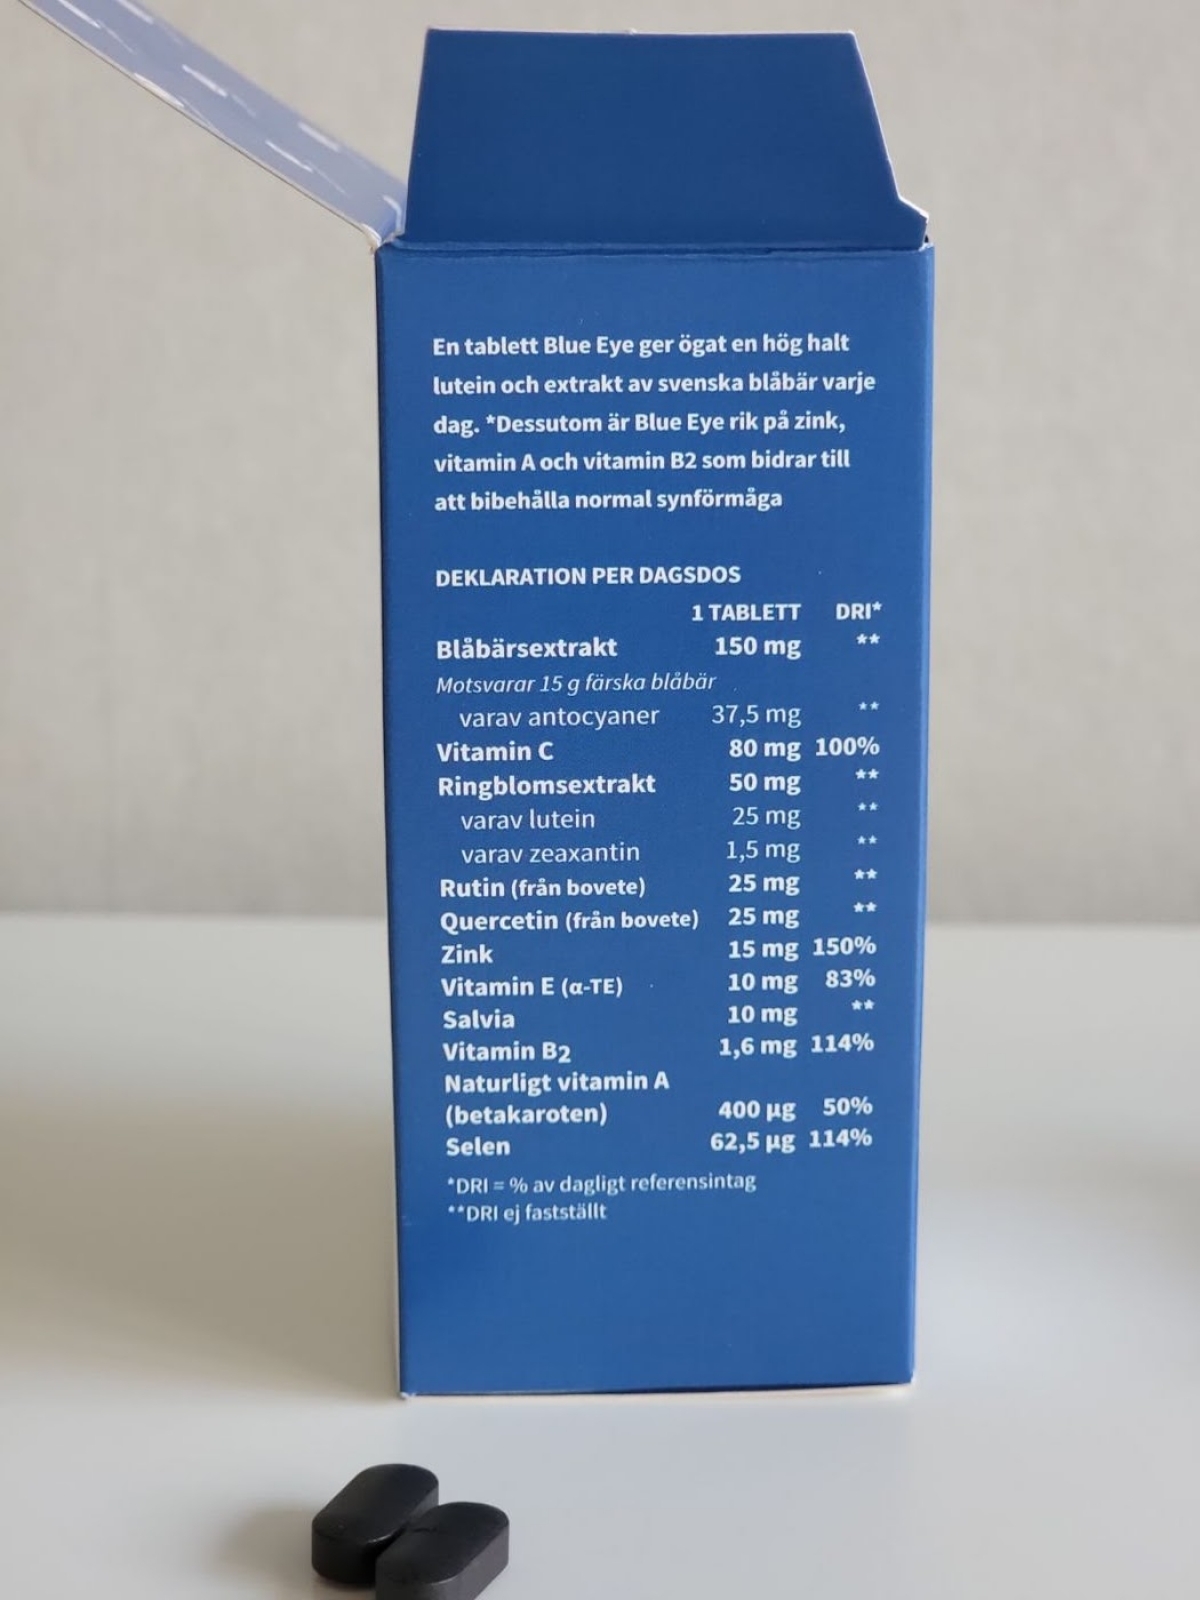 En tablett Blue Eye ger ögat en hög halt
lutein och extrakt av svenska blåbär varje
dag. *Dessutom är Blue Eye rik på zink,
vitamin A och vitamin B2 som bidrar till
att bibehålla normal synförmåga
DEKLARATION PER DAGSDOS
1 TABLETT DRI*
Blåbärsextrakt 150 mg **
Motsvarar 15 g färska blåbär
varav antocyaner 37,5 mg **
Vitamin C 80 mg 100%
Ringblomsextrakt 50 mg **
varav lutein 25 mg **
varav zeaxantin 1,5 mg **
Rutin (från bovete) 25 mg **
Quercetin (från bovete) 25 mg **
Zink 15 mg 150%
Vitamin E (α-TE) 10 mg 83%
Salvia 10 mg **
Vitamin B2 1,6 mg 114%
Naturligt vitamin A
(betakaroten) 400 µg 50%
Selen 62,5 µg 114%
*DRI = % av dagligt referensintag
**DRI ej fastställt